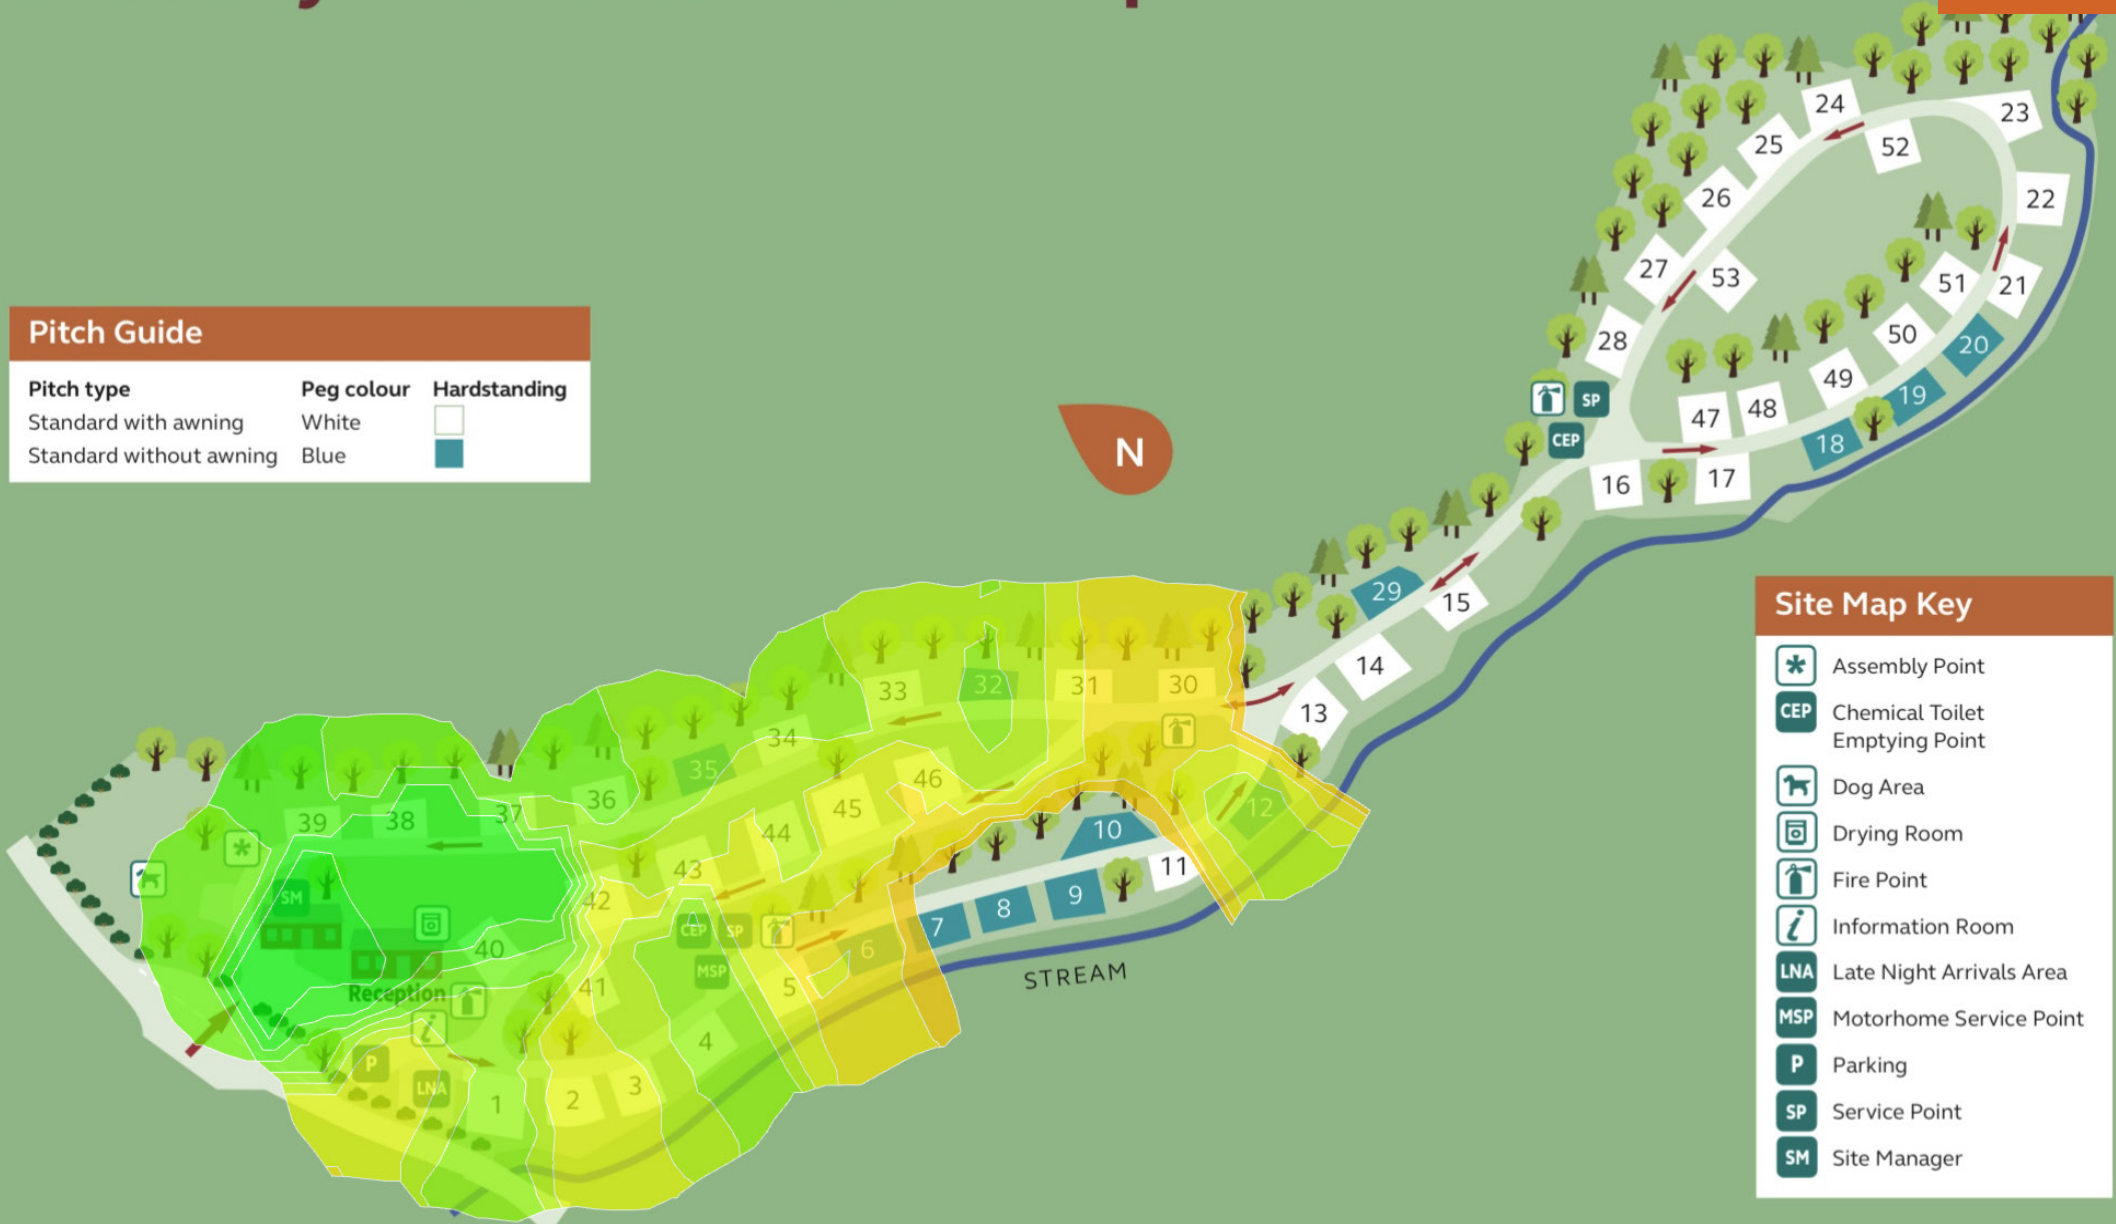 24
23
25
52
26
22
27
53
51
21
28
50
20
SP
49
19
CEP
47
48
18
16
17
Pitch Guide
Pitch type Peg colour Hardstanding
Standard with awning White
Standard without awning Blue
N
29
15
14
13
33
32
31
30
34
35
46
36
45
12
39
38
37
44
10
43
11
SM
42
9
8
7
CEP
SP
40
6
MSP
STREAM
Reception
41
5
4
P
LNA
1
2
3
Site Map Key
Assembly Point
CEP Chemical Toilet
Emptying Point
Dog Area
Drying Room
Fire Point
i Information Room
LNA Late Night Arrivals Area
MSP Motorhome Service Point
P Parking
SP Service Point
SM Site Manager